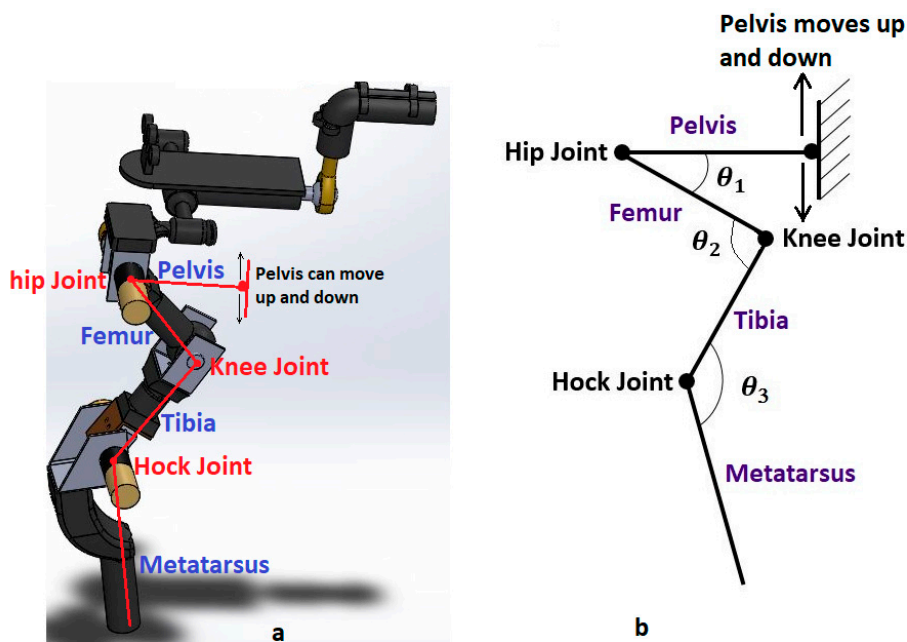 hip Joint
Pelvis
Pelvis can move
up and down
Femur
Knee Joint
Tibia
Hock Joint
Metatarsus
a
Pelvis moves up
and down
Pelvis
Hip Joint
θ₁
Femur
θ₂
Knee Joint
Tibia
Hock Joint
θ₃
Metatarsus
b